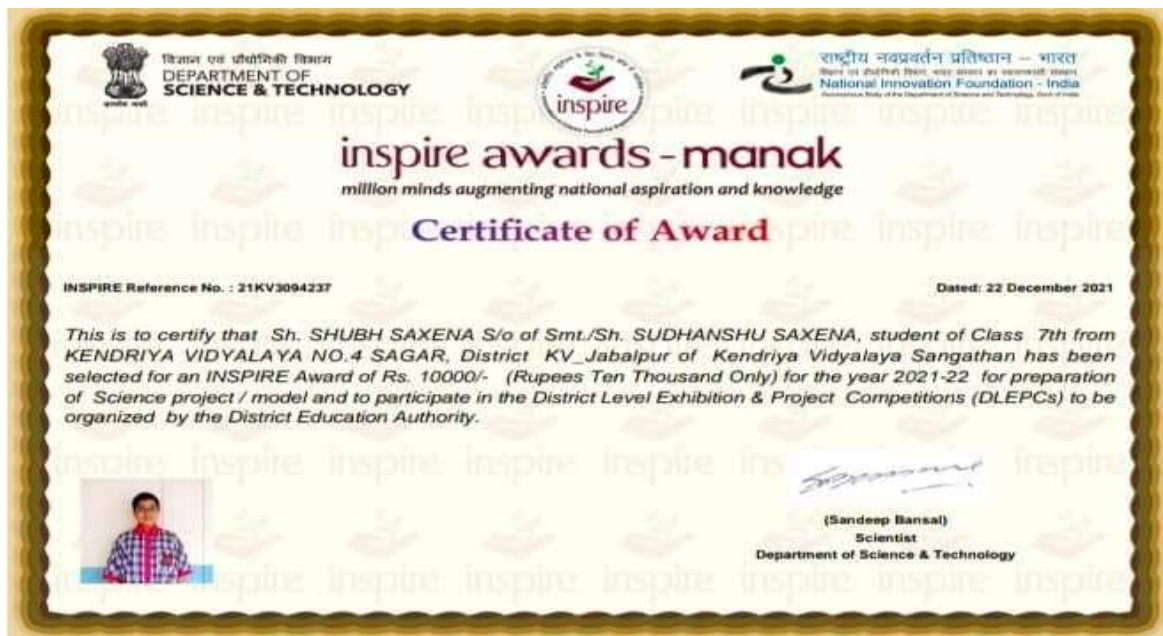 विज्ञान एवं प्रौद्योगिकी विभाग
DEPARTMENT OF
SCIENCE & TECHNOLOGY
सत्यमेव जयते
inspire
राष्ट्रीय नवप्रवर्तन प्रतिष्ठान – भारत
National Innovation Foundation - India
inspire awards - manak
million minds augmenting national aspiration and knowledge
Certificate of Award
INSPIRE Reference No. : 21KV3094237
Dated: 22 December 2021
This is to certify that Sh. SHUBH SAXENA S/o of Smt./Sh. SUDHANSHU SAXENA, student of Class 7th from
KENDRIYA VIDYALAYA NO.4 SAGAR, District KV_Jabalpur of Kendriya Vidyalaya Sangathan has been
selected for an INSPIRE Award of Rs. 10000/- (Rupees Ten Thousand Only) for the year 2021-22 for preparation
of Science project / model and to participate in the District Level Exhibition & Project Competitions (DLEPCs) to be
organized by the District Education Authority.
(Sandeep Bansal)
Scientist
Department of Science & Technology